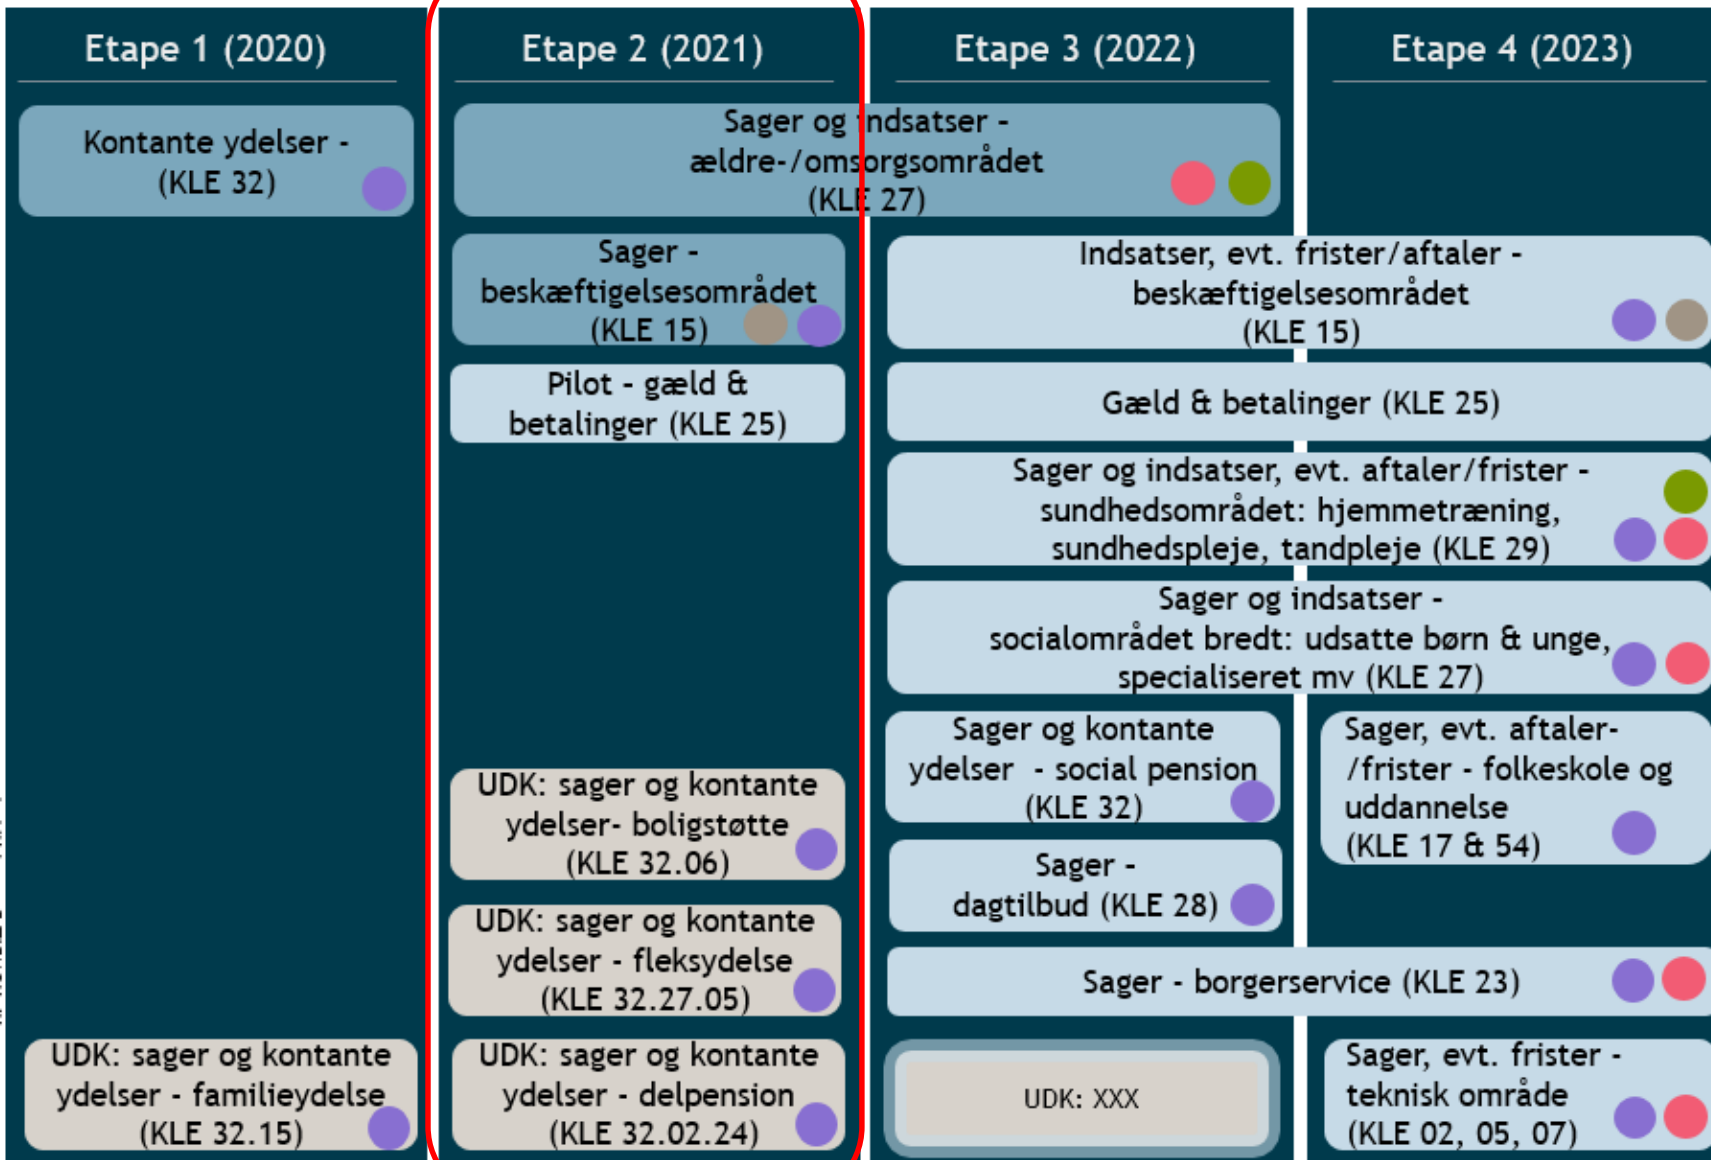 Etape 1 (2020)
Kontante ydelser -
(KLE 32)
UDK: sager og kontante
ydelser - familieydelse
(KLE 32.15)
Etape 2 (2021)
Sager og indsatser -
ældre-/omsorgsområdet
(KLE 27)
Sager -
beskæftigelsesområdet
(KLE 15)
Pilot - gæld &
betalinger (KLE 25)
UDK: sager og kontante
ydelser- boligstøtte
(KLE 32.06)
UDK: sager og kontante
ydelser - fleksydelse
(KLE 32.27.05)
UDK: sager og kontante
ydelser - delpension
(KLE 32.02.24)
Etape 3 (2022)
Indsatser, evt. frister/aftaler -
beskæftigelsesområdet
(KLE 15)
Gæld & betalinger (KLE 25)
Sager og indsatser, evt. aftaler/frister -
sundhedsområdet: hjemmetræning,
sundhedspleje, tandpleje (KLE 29)
Sager og indsatser -
socialområdet bredt: udsatte børn & unge,
specialiseret mv (KLE 27)
Sager og kontante
ydelser - social pension
(KLE 32)
Sager -
dagtilbud (KLE 28)
Sager - borgerservice (KLE 23)
UDK: XXX
Etape 4 (2023)
Sager, evt. aftaler-
/frister - folkeskole og
uddannelse
(KLE 17 & 54)
Sager, evt. frister -
teknisk område
(KLE 02, 05, 07)